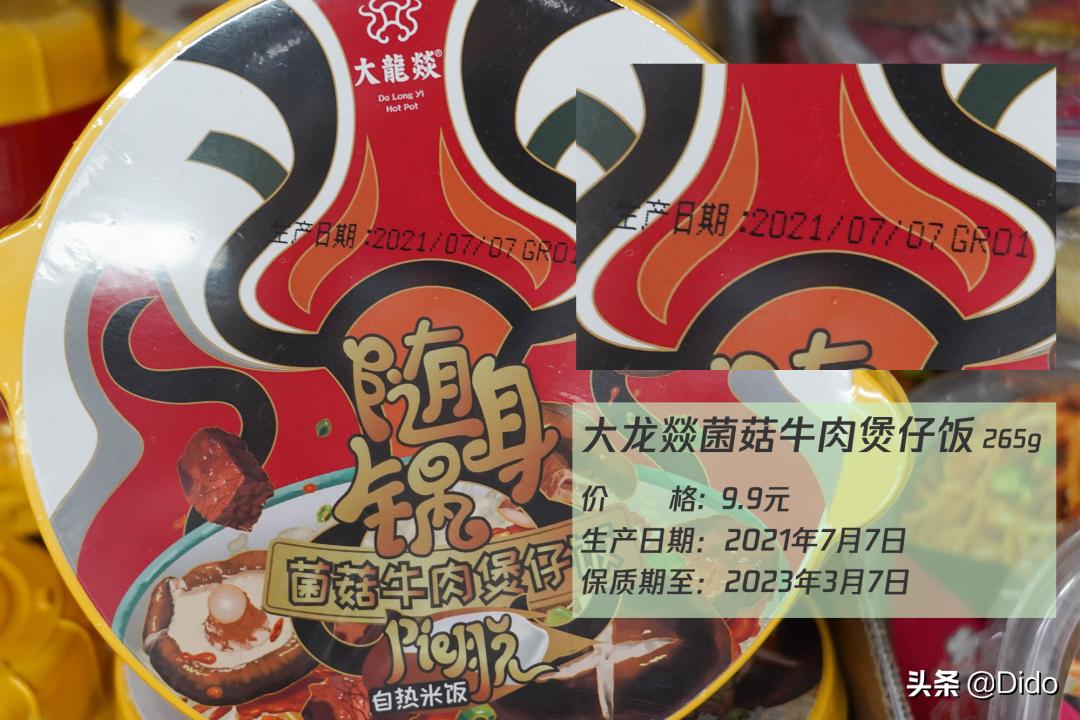 大龍燚®
Da Long Yi
Hot Pot
生产日期:2021/07/07 GR01
生产日期:2021/07/07 GR01
随身
锅
菌菇牛肉煲仔
自热米饭
大龙燚菌菇牛肉煲仔饭 265g
价 格: 9.9元
生产日期: 2021年7月7日
保质期至: 2023年3月7日
头条 @Dido